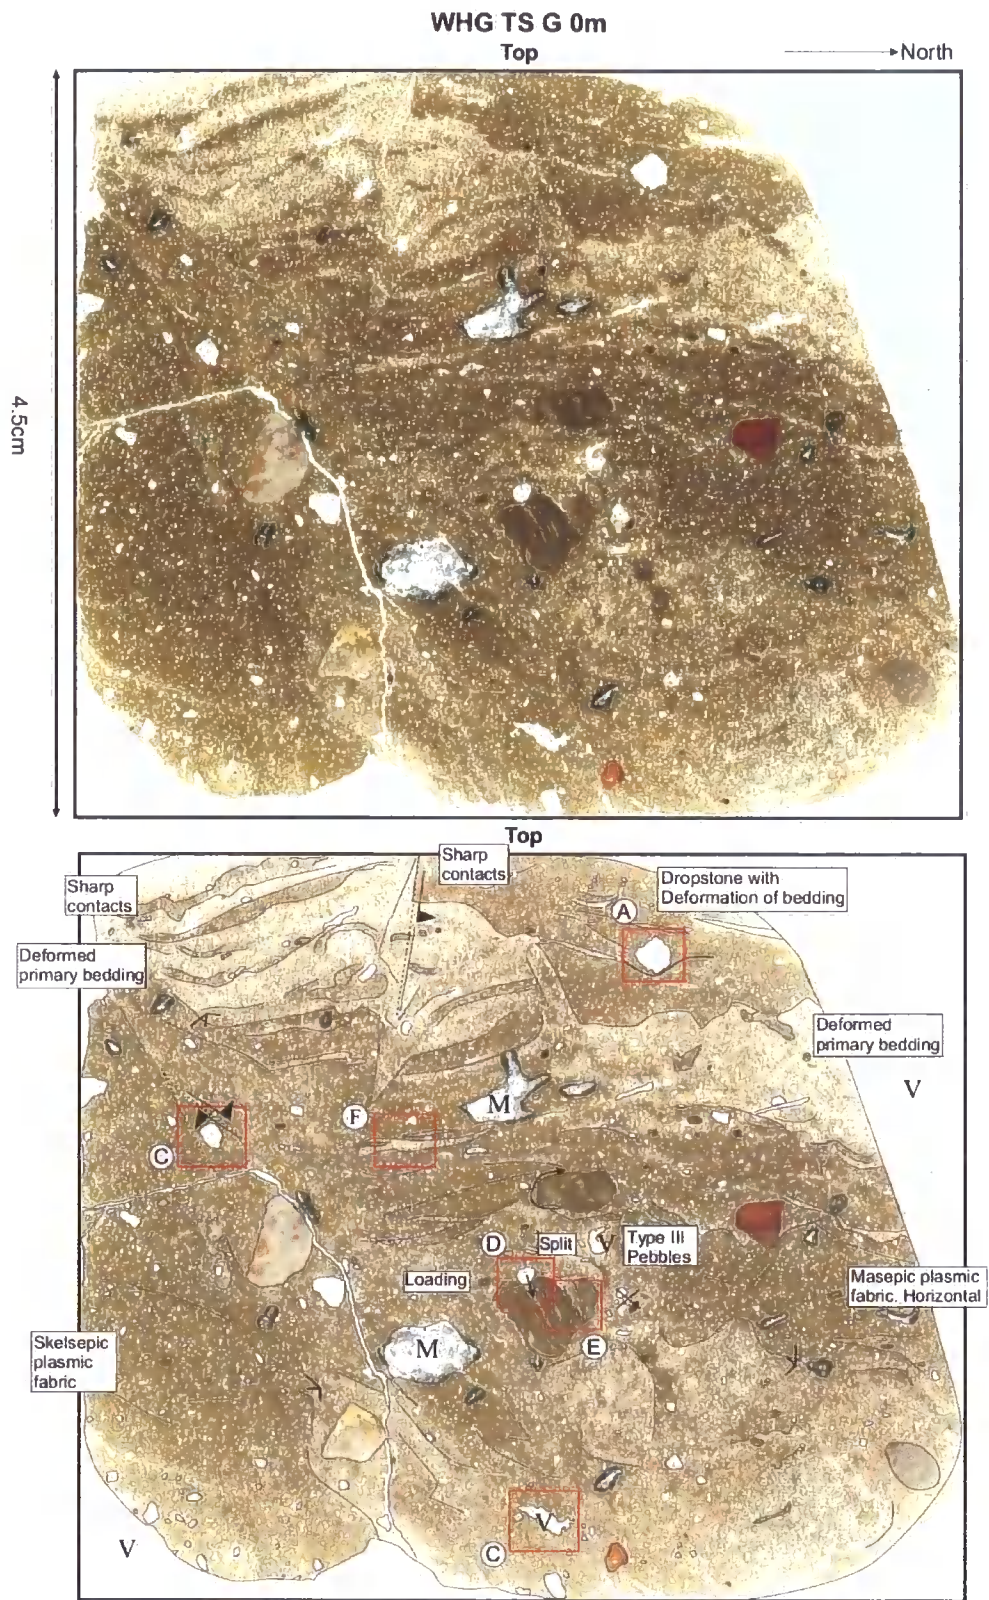 WHG TS G 0m
Top
North
4.5cm
Top
Sharp
contacts
Sharp
contacts
Dropstone with
Deformation of bedding
A
Deformed
primary bedding
Deformed
primary bedding
V
M
F
C
D
Split
V
Type III
Pebbles
Loading
Masepic plasmic
fabric. Horizontal
M
E
Skelsepic
plasmic
fabric
V
V
C